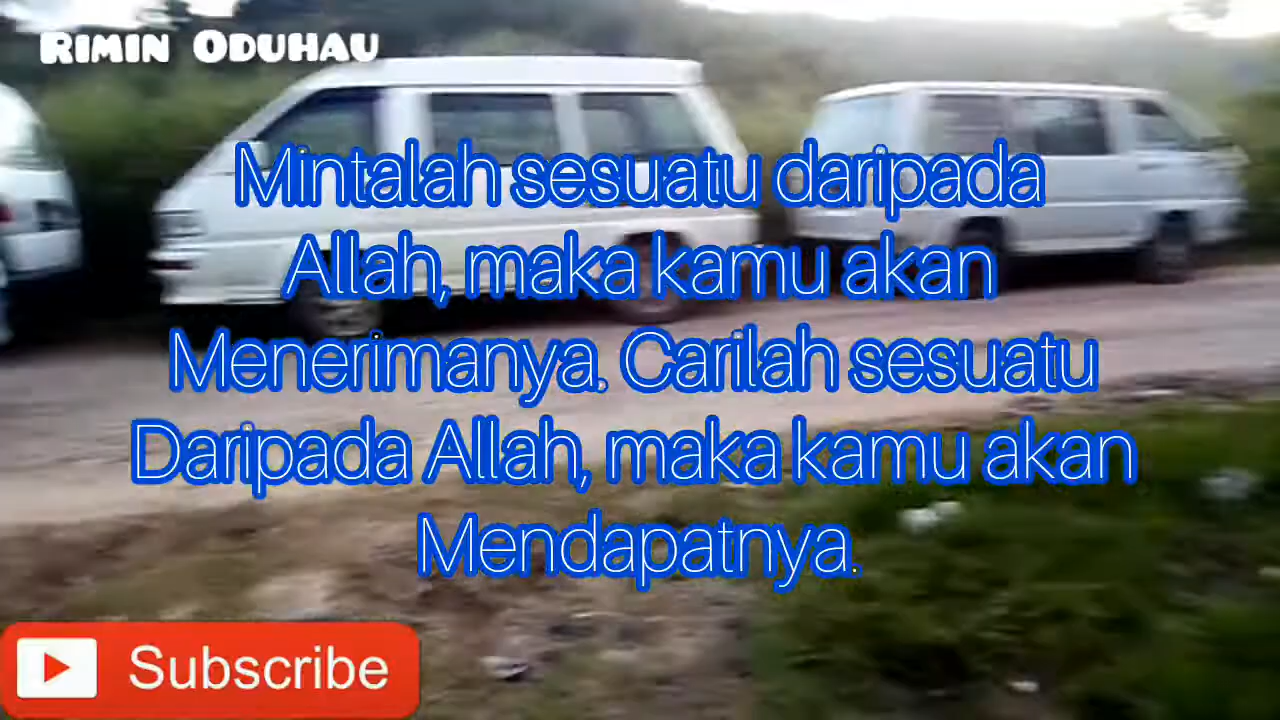 Rimin Oduhau
Mintalah sesuatu daripada
Allah, maka kamu akan
Menerimanya. Carilah sesuatu
Daripada Allah, maka kamu akan
Mendapatnya.
Subscribe